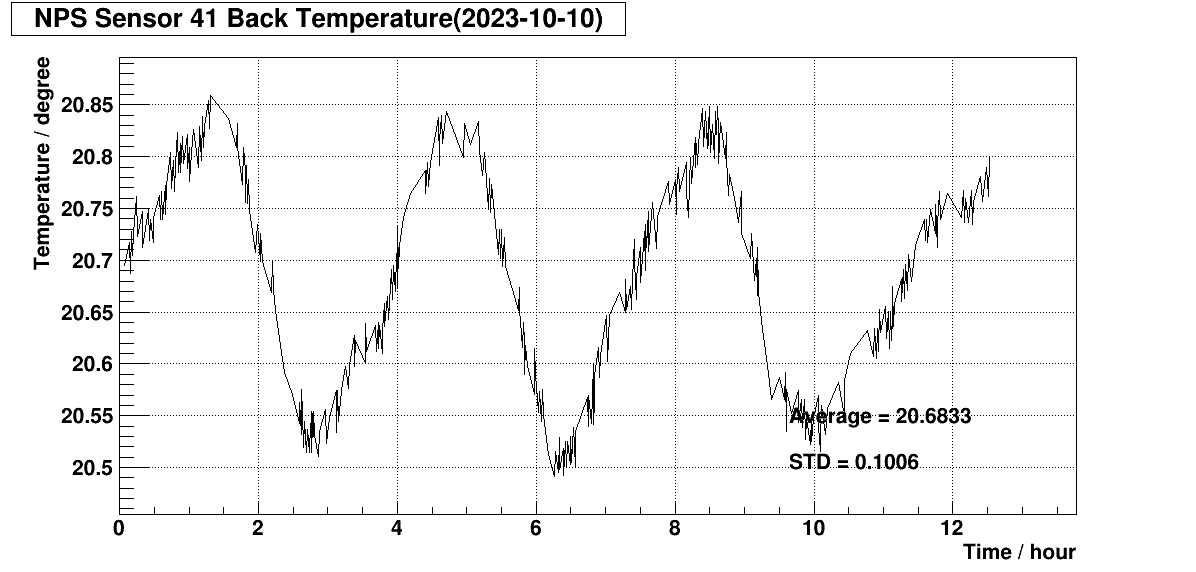 NPS Sensor 41 Back Temperature(2023-10-10)
Temperature / degree
20.85
20.8
20.75
20.7
20.65
20.6
20.55
20.5
Average = 20.6833
STD = 0.1006
0 2 4 6 8 10 12
Time / hour